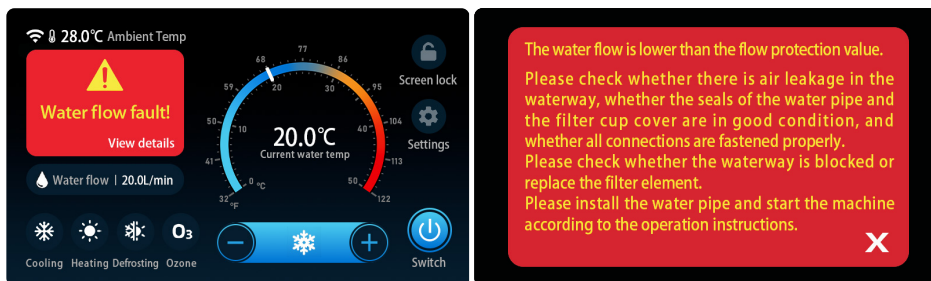 28.0°C Ambient Temp
Water flow fault!
View details
Water flow | 20.0L/min
Cooling Heating Defrosting Ozone
O3
77
68 86
59 20 30 95
50 10 40 104
41 113
0 °C 50
32 °F 122
20.0°C
Current water temp
Screen lock
Settings
Switch
The water flow is lower than the flow protection value.
Please check whether there is air leakage in the
waterway, whether the seals of the water pipe and
the filter cup cover are in good condition, and
whether all connections are fastened properly.
Please check whether the waterway is blocked or
replace the filter element.
Please install the water pipe and start the machine
according to the operation instructions.
X